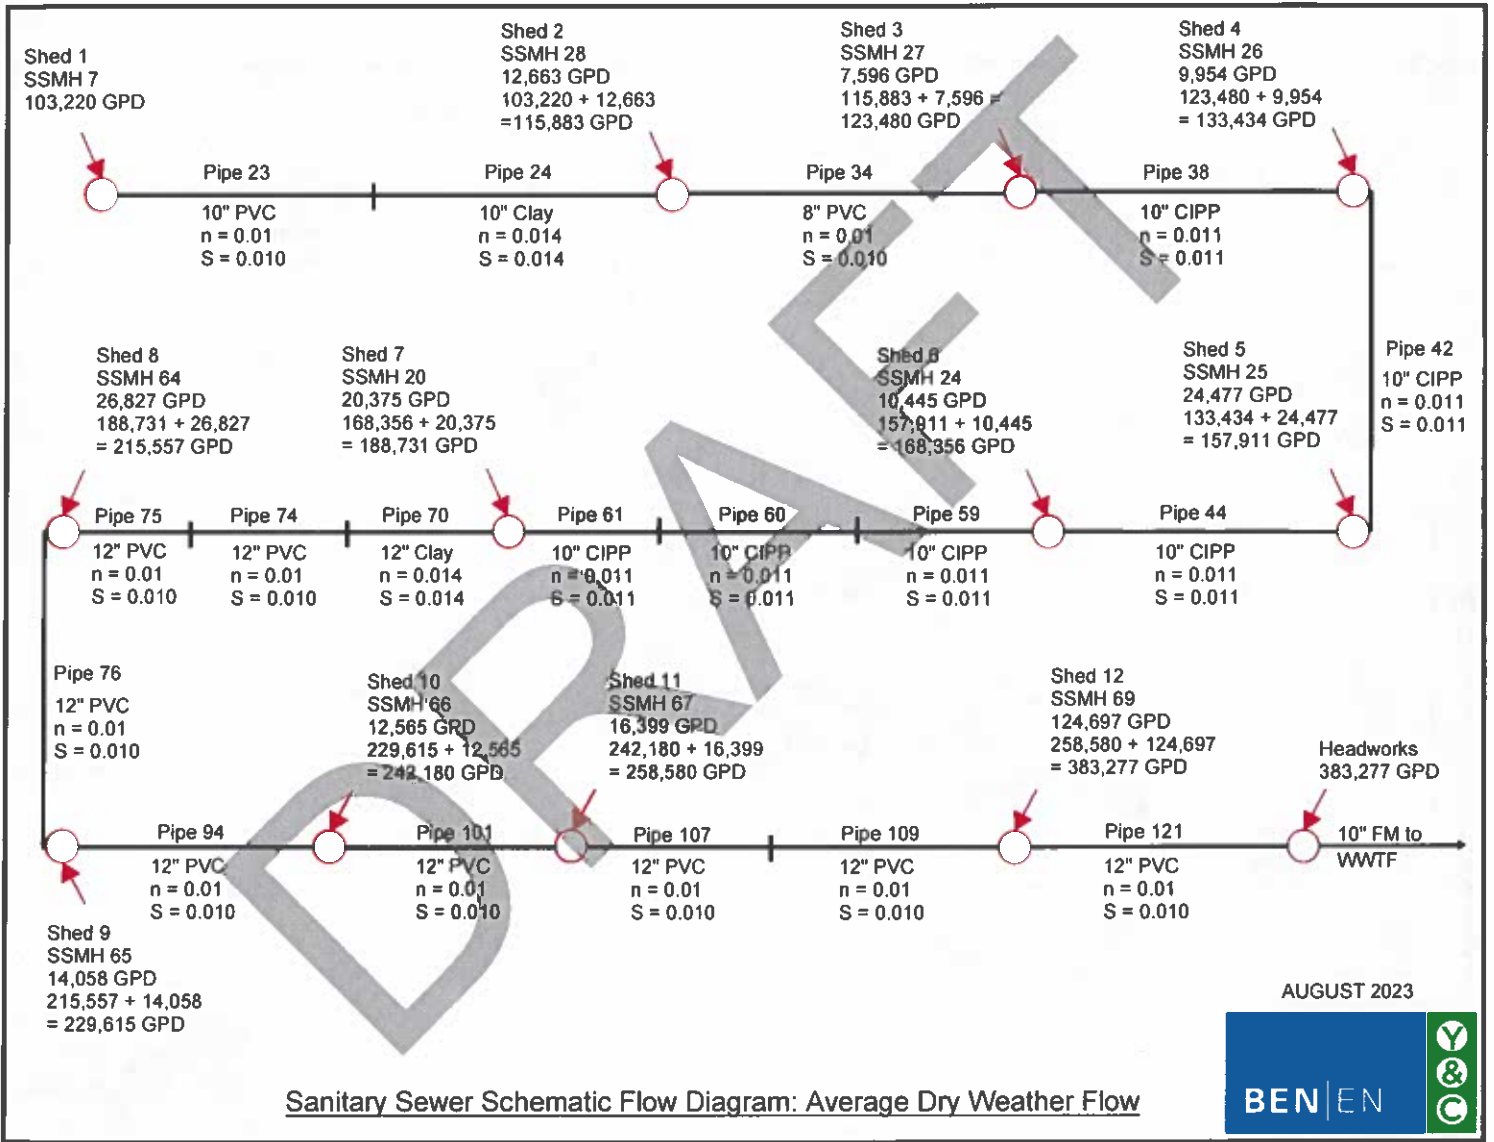 Shed 1
SSMH 7
103,220 GPD
Shed 2
SSMH 28
12,663 GPD
103,220 + 12,663
=115,883 GPD
Shed 3
SSMH 27
7,596 GPD
115,883 + 7,596 =
123,480 GPD
Shed 4
SSMH 26
9,954 GPD
123,480 + 9,954
= 133,434 GPD
Pipe 23
10" PVC
n = 0.01
S = 0.010
Pipe 24
10" Clay
n = 0.014
S = 0.014
Pipe 34
8" PVC
n = 0.01
S = 0.010
Pipe 38
10" CIPP
n = 0.011
S = 0.011
Pipe 42
10" CIPP
n = 0.011
S = 0.011
Shed 8
SSMH 64
26,827 GPD
188,731 + 26,827
= 215,557 GPD
Shed 7
SSMH 20
20,375 GPD
168,356 + 20,375
= 188,731 GPD
Shed 6
SSMH 24
10,445 GPD
157,911 + 10,445
= 168,356 GPD
Shed 5
SSMH 25
24,477 GPD
133,434 + 24,477
= 157,911 GPD
Pipe 75
12" PVC
n = 0.01
S = 0.010
Pipe 74
12" PVC
n = 0.01
S = 0.010
Pipe 70
12" Clay
n = 0.014
S = 0.014
Pipe 61
10" CIPP
n = 0.011
S = 0.011
Pipe 60
10" CIPP
n = 0.011
S = 0.011
Pipe 59
10" CIPP
n = 0.011
S = 0.011
Pipe 44
10" CIPP
n = 0.011
S = 0.011
Pipe 76
12" PVC
n = 0.01
S = 0.010
Shed 10
SSMH 66
12,565 GPD
229,615 + 12,565
= 242,180 GPD
Shed 11
SSMH 67
16,399 GPD
242,180 + 16,399
= 258,580 GPD
Shed 12
SSMH 69
124,697 GPD
258,580 + 124,697
= 383,277 GPD
Headworks
383,277 GPD
Pipe 94
12" PVC
n = 0.01
S = 0.010
Pipe 101
12" PVC
n = 0.01
S = 0.010
Pipe 107
12" PVC
n = 0.01
S = 0.010
Pipe 109
12" PVC
n = 0.01
S = 0.010
Pipe 121
12" PVC
n = 0.01
S = 0.010
10" FM to
WWTF
Shed 9
SSMH 65
14,058 GPD
215,557 + 14,058
= 229,615 GPD
DRAFT
AUGUST 2023
Sanitary Sewer Schematic Flow Diagram: Average Dry Weather Flow
BEN|EN
Y
&
C